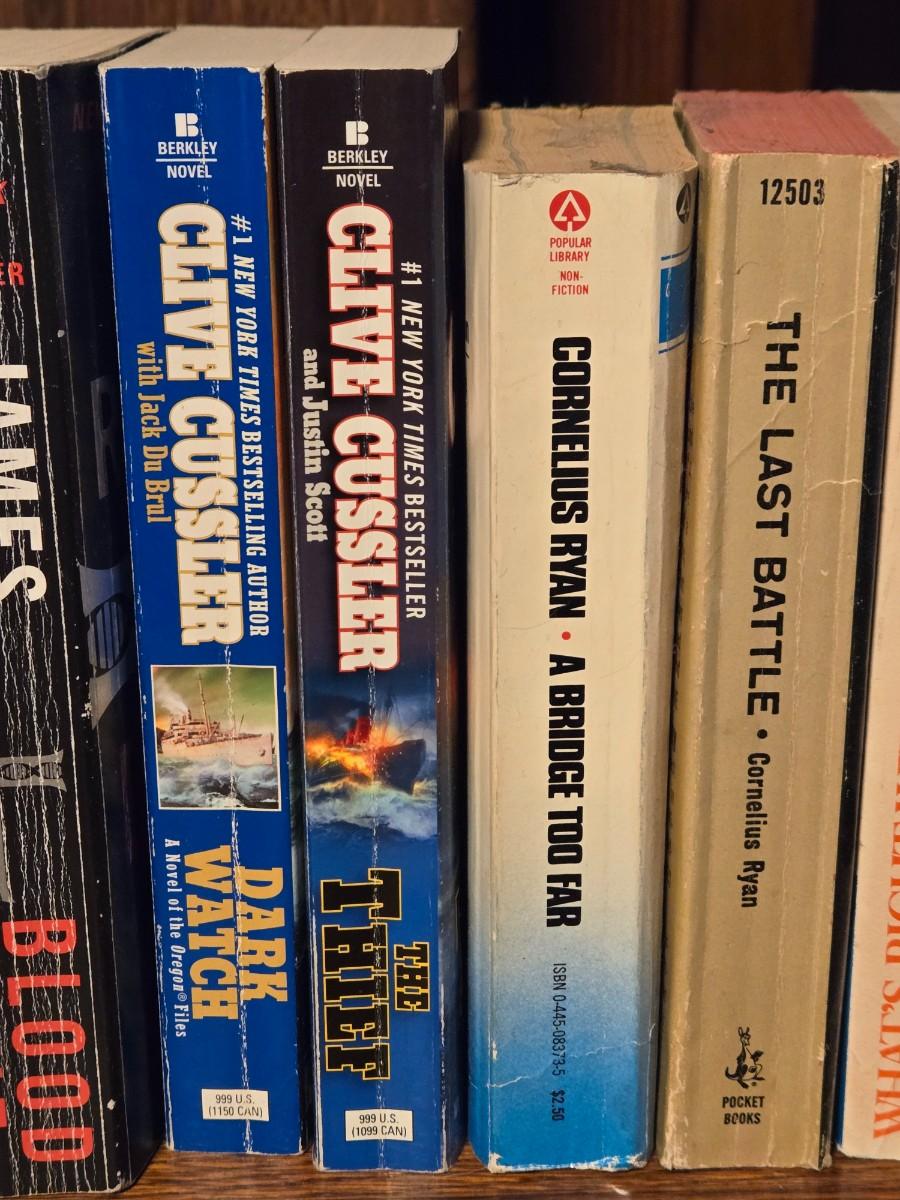 JAMES
BLOOD
B
BERKLEY
NOVEL
#1 NEW YORK TIMES BESTSELLING AUTHOR
CLIVE CUSSLER
with Jack Du Brul
DARK
WATCH
A Novel of the Oregon® Files
999 U.S.
(1150 CAN)
B
BERKLEY
NOVEL
#1 NEW YORK TIMES BESTSELLER
CLIVE CUSSLER
and Justin Scott
THE
THIEF
999 U.S.
(1099 CAN)
POPULAR
LIBRARY
NON-
FICTION
CORNELIUS RYAN • A BRIDGE TOO FAR
ISBN 0-445-08373-5 $2.50
12503
THE LAST BATTLE • Cornelius Ryan
POCKET
BOOKS